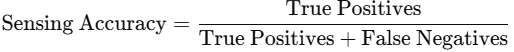 Sensing Accuracy = True Positives / True Positives + False Negatives